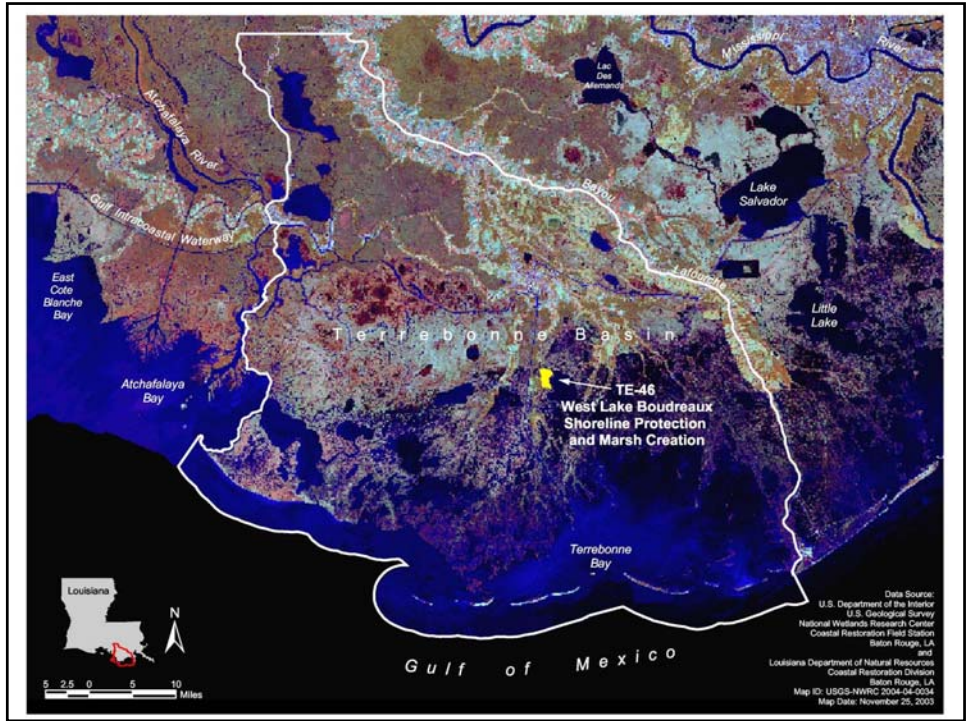 Mississippi River
Lac
Des
Allemands
Atchafalaya River
Bayou Lafourche
Lake
Salvador
Gulf Intracoastal Waterway
East
Cote
Blanche
Bay
Little
Lake
Terrebonne Basin
Atchafalaya
Bay
TE-46
West Lake Boudreaux
Shoreline Protection
and Marsh Creation
Terrebonne
Bay
Louisiana
N
5 2.5 0 5 10
Miles
Gulf of Mexico
Data Source:
U.S. Department of the Interior
U.S. Geological Survey
National Wetlands Research Center
Coastal Restoration Field Station
Baton Rouge, LA
and
Louisiana Department of Natural Resources
Coastal Restoration Division
Baton Rouge, LA
Map ID: USGS-NWRC 2004-04-0034
Map Date: November 25, 2003